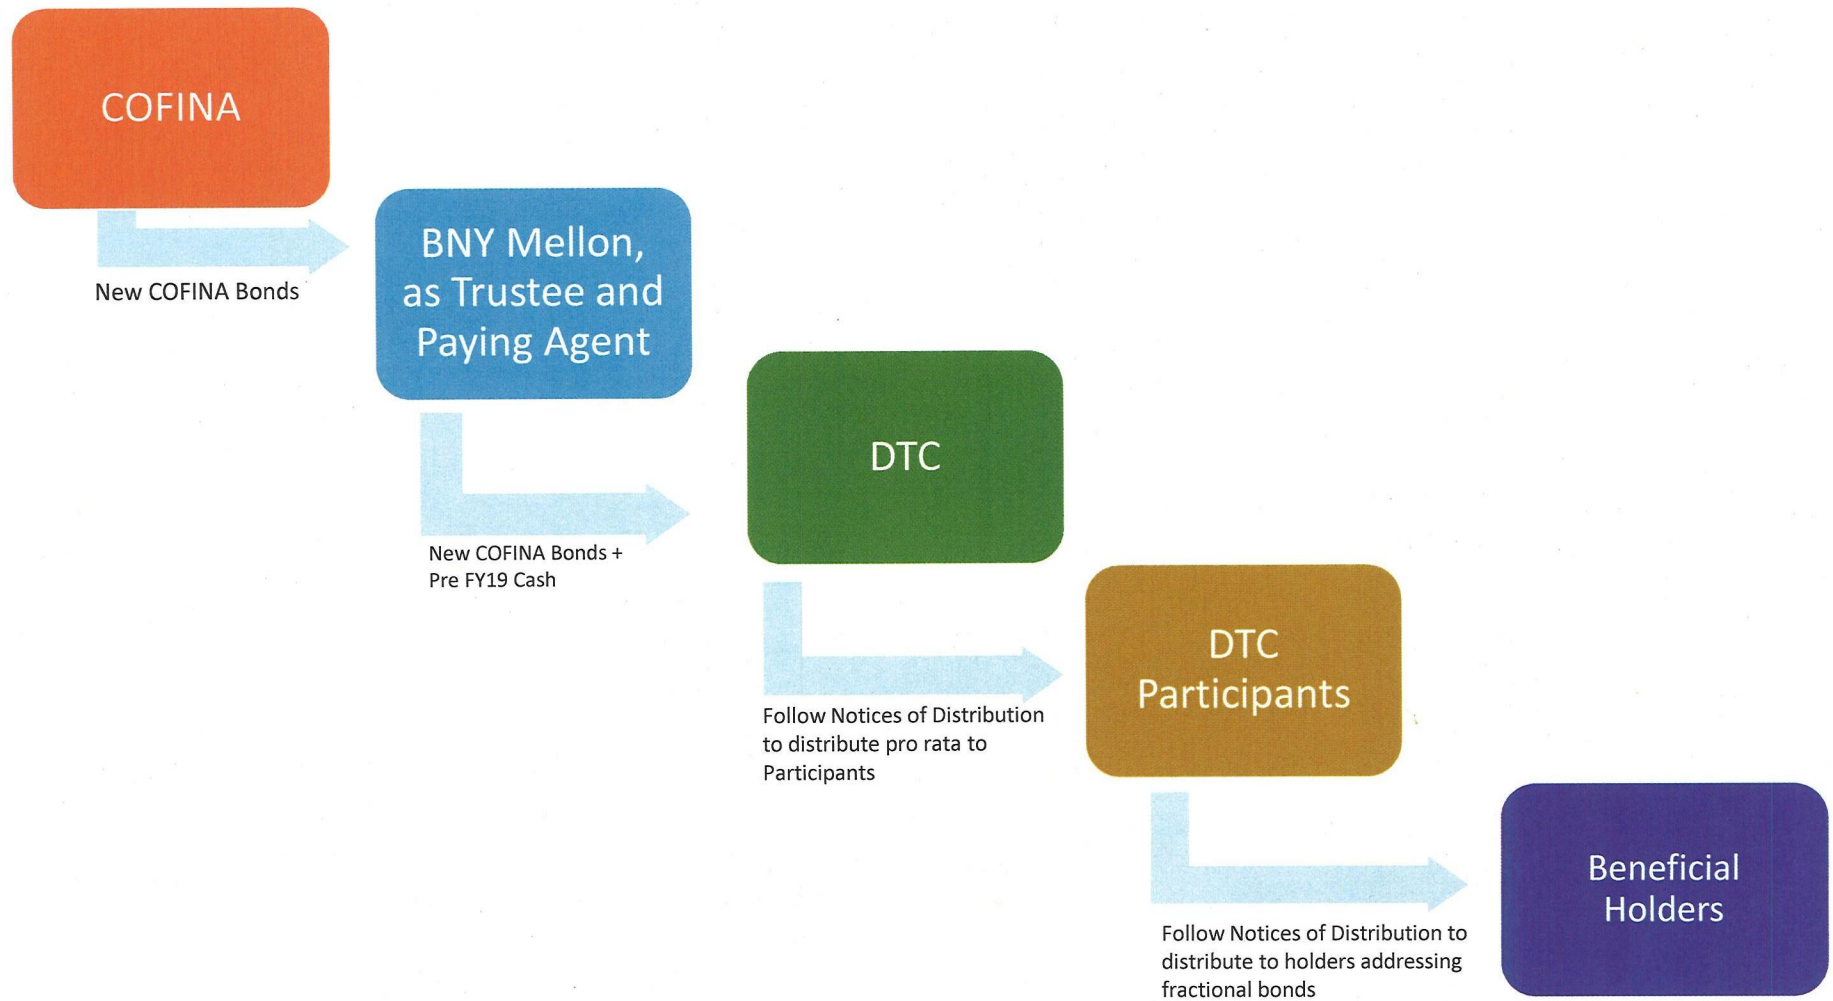 COFINA
New COFINA Bonds
BNY Mellon,
as Trustee and
Paying Agent
New COFINA Bonds +
Pre FY19 Cash
DTC
Follow Notices of Distribution
to distribute pro rata to
Participants
DTC
Participants
Follow Notices of Distribution to
distribute to holders addressing
fractional bonds
Beneficial
Holders